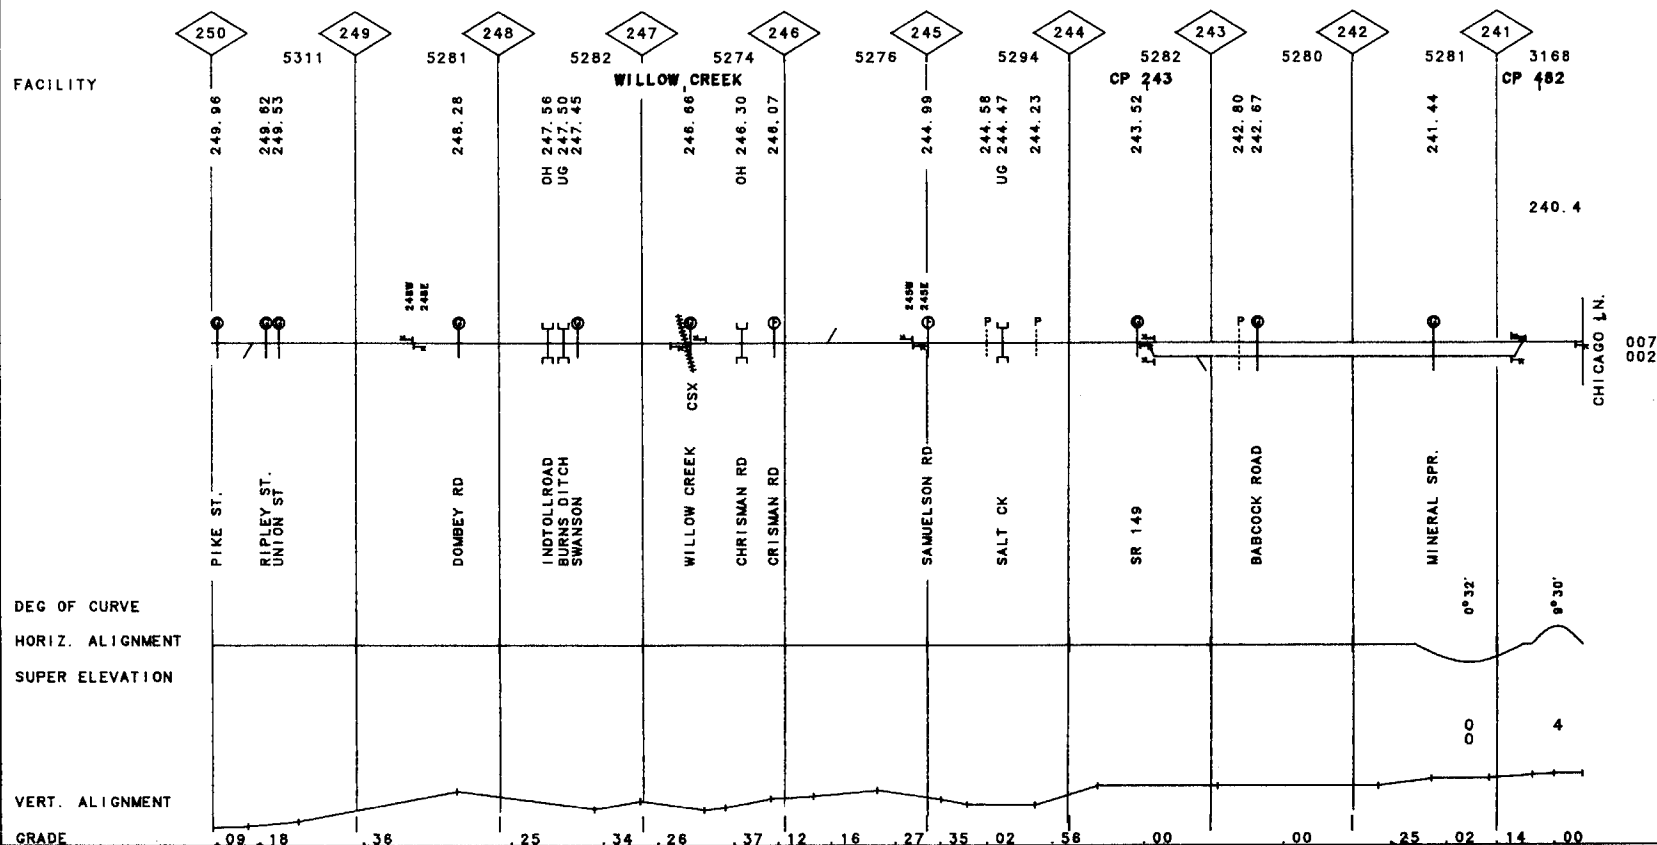 250 249 248 247 246 245 244 243 242 241
5311 5281 5282 5274 5276 5294 5282 5280 5281 3168
FACILITY
WILLOW CREEK
CP 243
CP 482
249.96
249.62
249.53
248.28
OH 247.56
UG 247.50
247.45
246.66
OH 246.30
246.07
244.99
244.58
UG 244.47
244.23
243.52
242.80
242.67
241.44
240.4
248W
248E
245W
245E
G G G G G G F F P P G P G G
CSX
CHICAGO LN.
007
002
PIKE ST.
RIPLEY ST.
UNION ST
DOMBEY RD
INDTOLLROAD
BURNS DITCH
SWANSON
WILLOW CREEK
CHRISMAN RD
CRISMAN RD
SAMUELSON RD
SALT CK
SR 149
BABCOCK ROAD
MINERAL SPR.
DEG OF CURVE
0°32'
9°30'
HORIZ. ALIGNMENT
SUPER ELEVATION
0
0
4
VERT. ALIGNMENT
GRADE .09 .18 .36 .25 .34 .26 .37 .12 .16 .27 .35 .02 .56 .00 .00 .25 .02 .14 .00